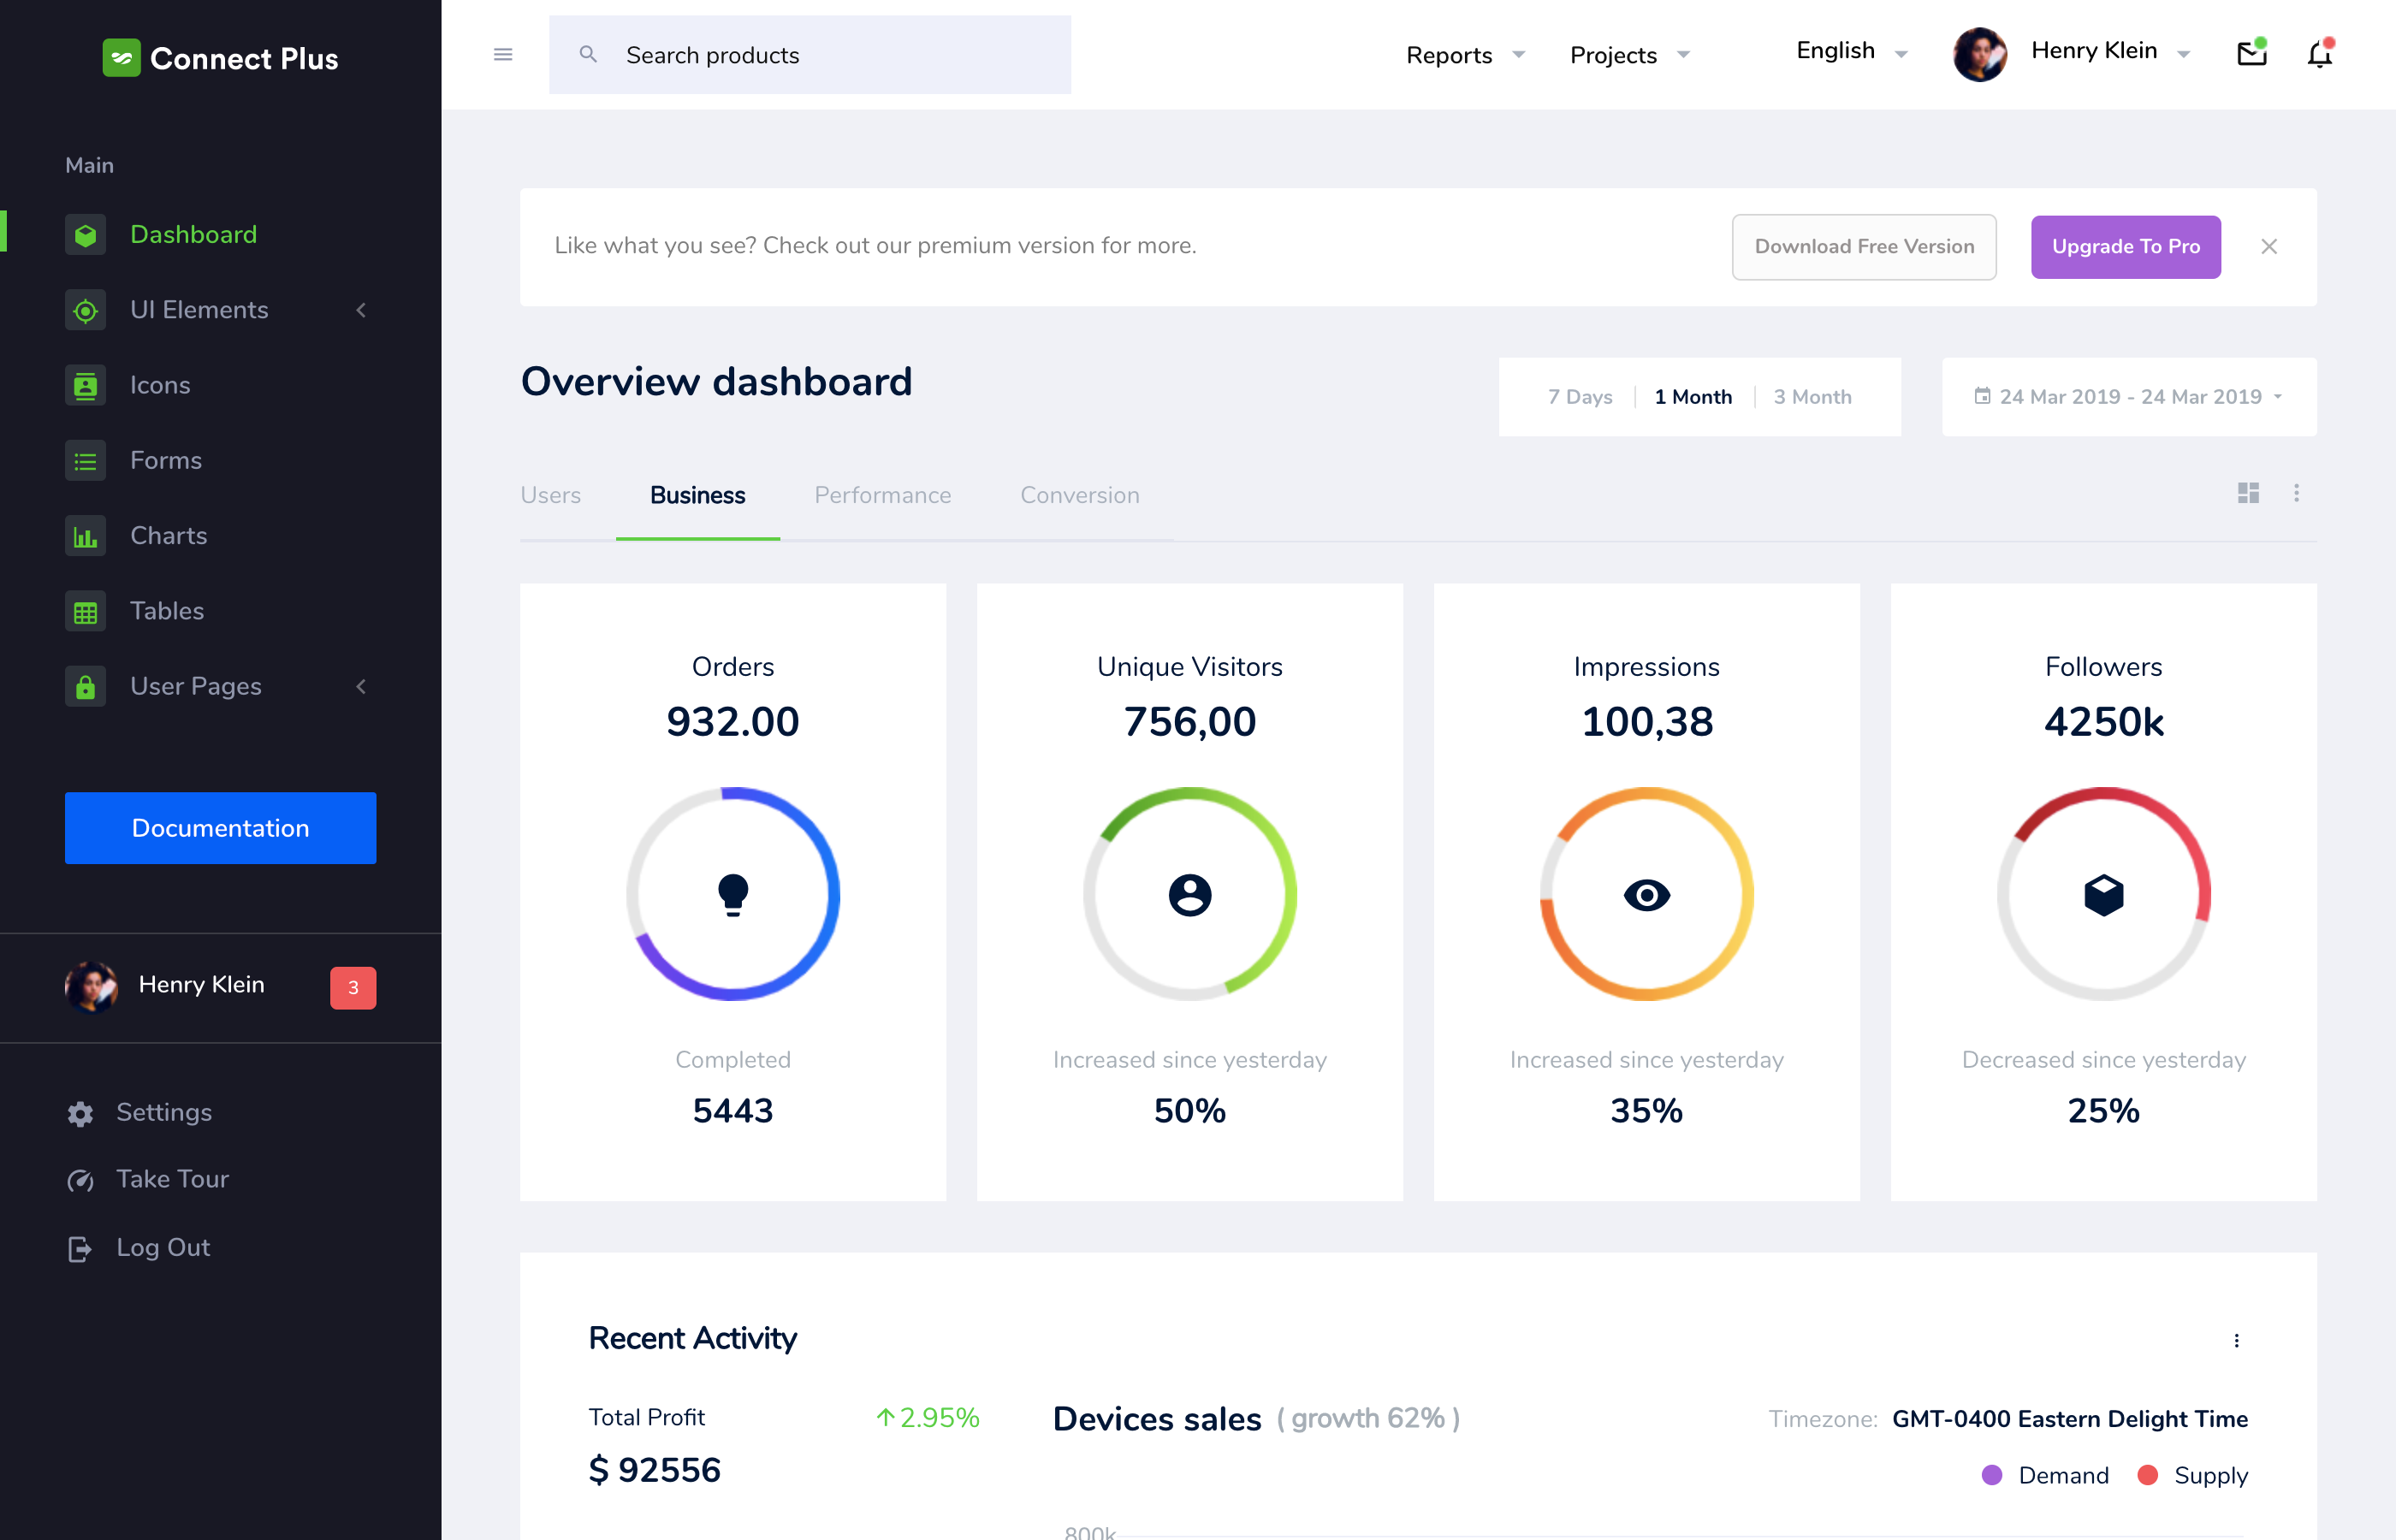 Connect Plus
Search products
Reports
Projects
English
Henry Klein
Main
Dashboard
UI Elements
Icons
Forms
Charts
Tables
User Pages
Documentation
Henry Klein
3
Settings
Take Tour
Log Out
Like what you see? Check out our premium version for more.
Download Free Version
Upgrade To Pro
Overview dashboard
7 Days
1 Month
3 Month
24 Mar 2019 - 24 Mar 2019
Users
Business
Performance
Conversion
Orders
932.00
Completed
5443
Unique Visitors
756,00
Increased since yesterday
50%
Impressions
100,38
Increased since yesterday
35%
Followers
4250k
Decreased since yesterday
25%
Recent Activity
Total Profit
2.95%
$ 92556
Devices sales ( growth 62% )
Timezone: GMT-0400 Eastern Delight Time
Demand
Supply
800k